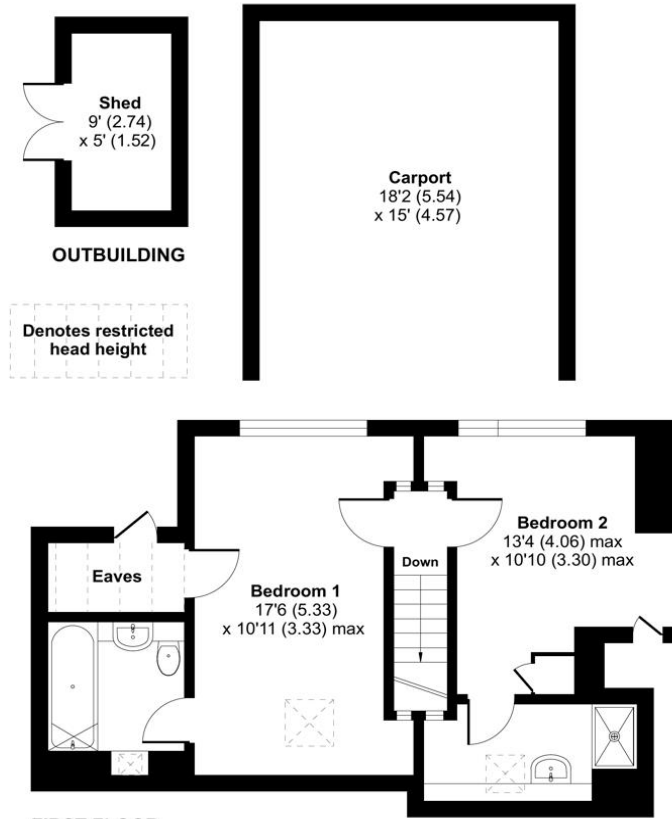 Shed
9' (2.74)
x 5' (1.52)
OUTBUILDING
Carport
18'2 (5.54)
x 15' (4.57)
Denotes restricted
head height
Eaves
Bedroom 1
17'6 (5.33)
x 10'11 (3.33) max
Down
Bedroom 2
13'4 (4.06) max
x 10'10 (3.30) max